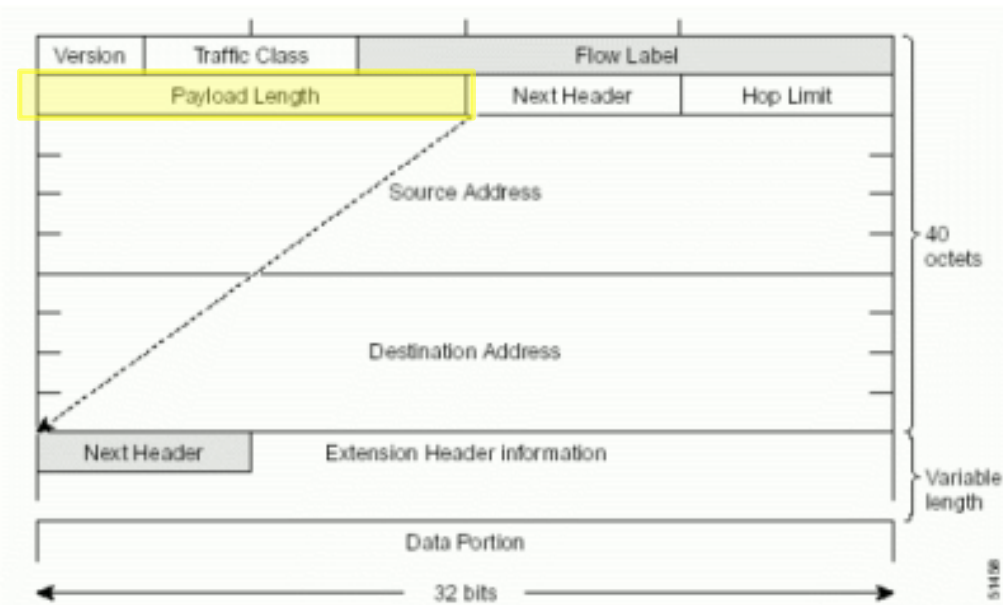 Version Traffic Class Flow Label
Payload Length Next Header Hop Limit
Source Address
40
octets
Destination Address
Next Header Extension Header information
Variable
length
Data Portion
32 bits
51458